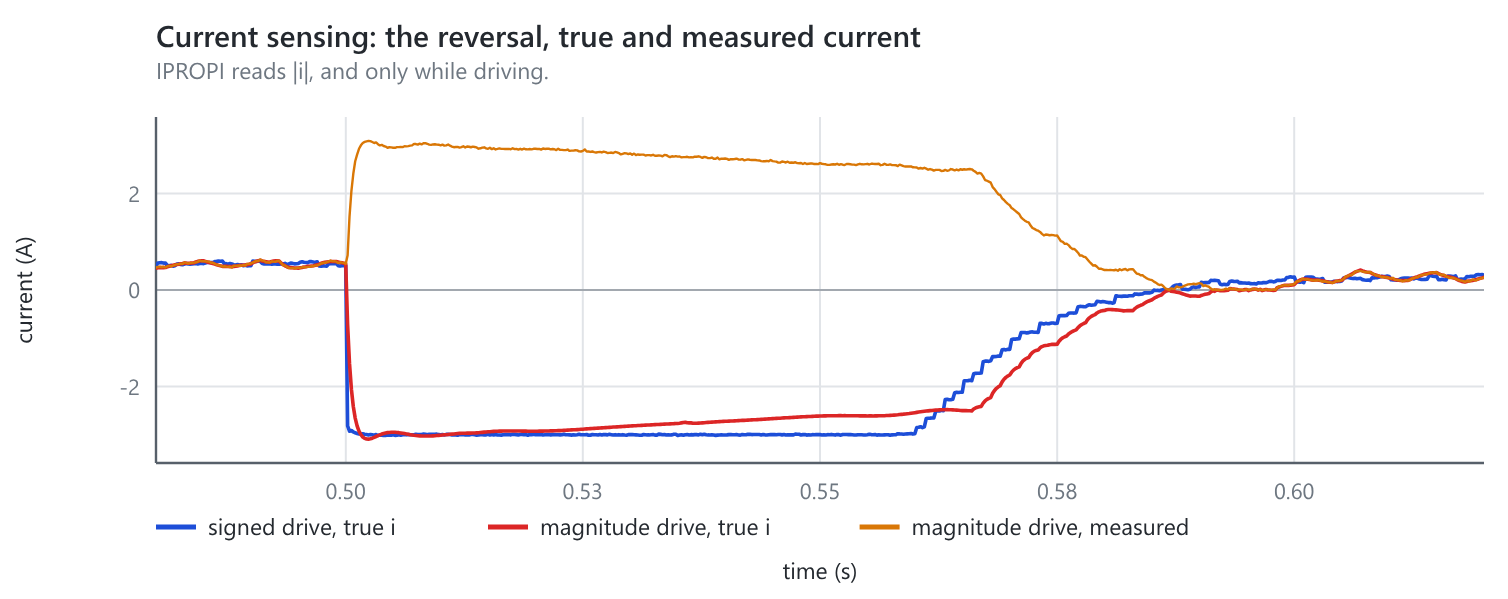 Current sensing: the reversal, true and measured current
IPROPI reads |i|, and only while driving.
current (A)
2
0
-2
0.50 0.53 0.55 0.58 0.60
signed drive, true i magnitude drive, true i magnitude drive, measured
time (s)